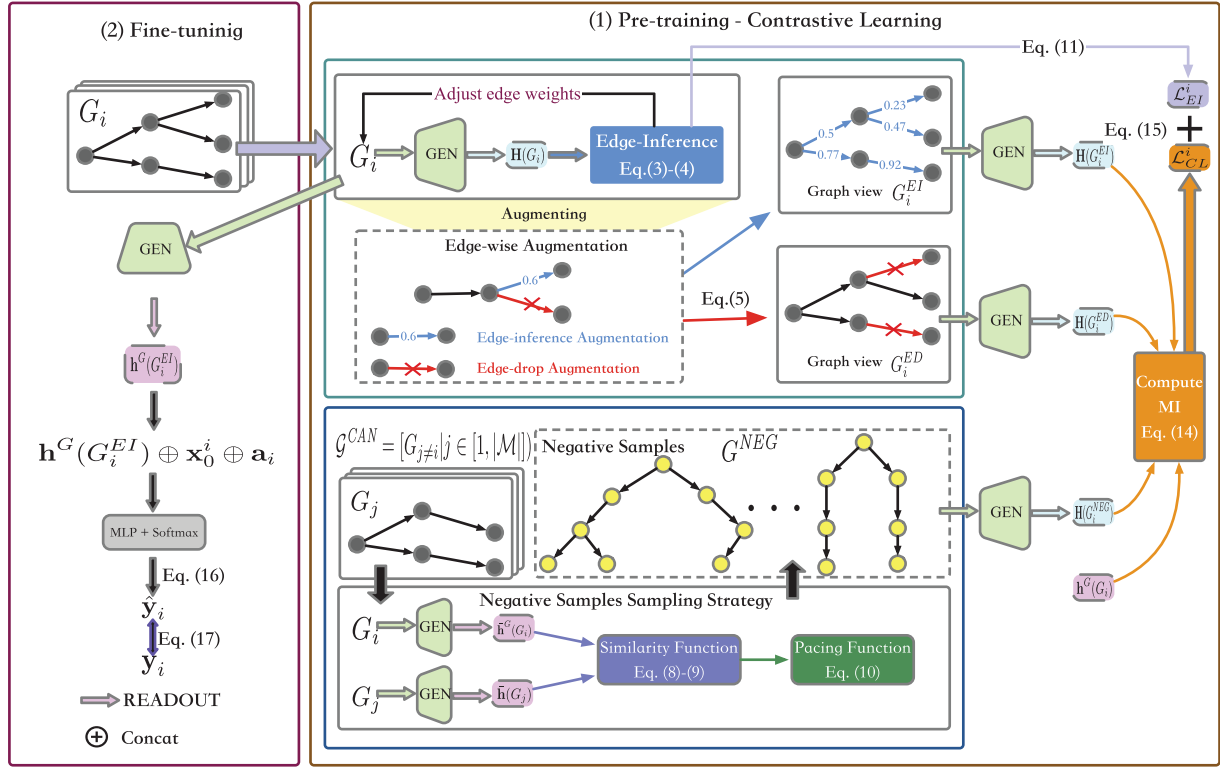 (2) Fine-tuninig
G_i
GEN
h^G(G_i^{EI})
h^G(G_i^{EI}) ⊕ x_0^i ⊕ a_i
MLP + Softmax
Eq. (16)
ŷ_i
Eq. (17)
y_i
READOUT
Concat
(1) Pre-training - Contrastive Learning
Eq. (11)
Adjust edge weights
G_i
GEN
H(G_i)
Edge-Inference
Eq.(3)-(4)
Augmenting
Edge-wise Augmentation
0.6
0.6
Edge-inference Augmentation
Edge-drop Augmentation
Eq.(5)
0.5
0.77
0.23
0.47
0.92
Graph view G_i^{EI}
Graph view G_i^{ED}
GEN
H(G_i^{EI})
GEN
H(G_i^{ED})
GEN
H(G_i^{NEG})
h^G(G_i)
ℒ_{EI}^i
Eq. (15) +
ℒ_{CL}^i
Compute
MI
Eq. (14)
𝒢^{CAN} = [G_{j≠i}|j ∈ [1, |ℳ|])
G_j
Negative Samples G^{NEG}
· · ·
Negative Samples Sampling Strategy
G_i
GEN
h̄^G(G_i)
G_j
GEN
h̄(G_j)
Similarity Function
Eq. (8)-(9)
Pacing Function
Eq. (10)